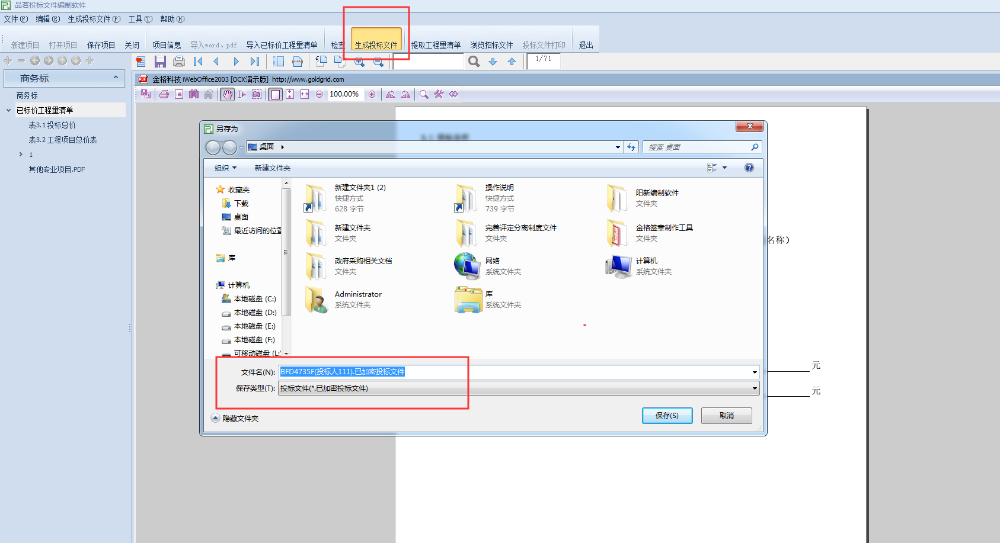 品茗投标文件编制软件
文件(F) 编辑(E) 生成投标文件(P) 工具(T) 帮助(H)
新建项目 打开项目 保存项目 关闭 项目信息 导入word、pdf 导入已标价工程量清单 检查 生成投标文件 提取工程量清单 浏览招标文件 投标文件打印 退出
1/71
商务标
金格科技 iWebOffice2003 [OCX演示版] http://www.goldgrid.com
100.00%
商务标
已标价工程量清单
表3.1 投标总价
表3.2 工程项目总价表
1
其他专业项目.PDF
另存为
桌面
搜索 桌面
组织 新建文件夹
收藏夹
下载
桌面
最近访问的位置
库
计算机
本地磁盘 (C:)
本地磁盘 (D:)
本地磁盘 (E:)
本地磁盘 (F:)
可移动磁盘 (L:)
新建文件夹1 (2)
快捷方式
628 字节
操作说明
快捷方式
739 字节
阳新编制软件
文件夹
新建文件夹
文件夹
完善评定分离制度文件
文件夹
金格签章制作工具
文件夹
政府采购相关文档
文件夹
网络
系统文件夹
计算机
系统文件夹
Administrator
系统文件夹
库
系统文件夹
文件名(N): BFD4735F(投标人111).已加密投标文件
保存类型(T): 投标文件(*.已加密投标文件)
隐藏文件夹
保存(S) 取消
名称）
元
元